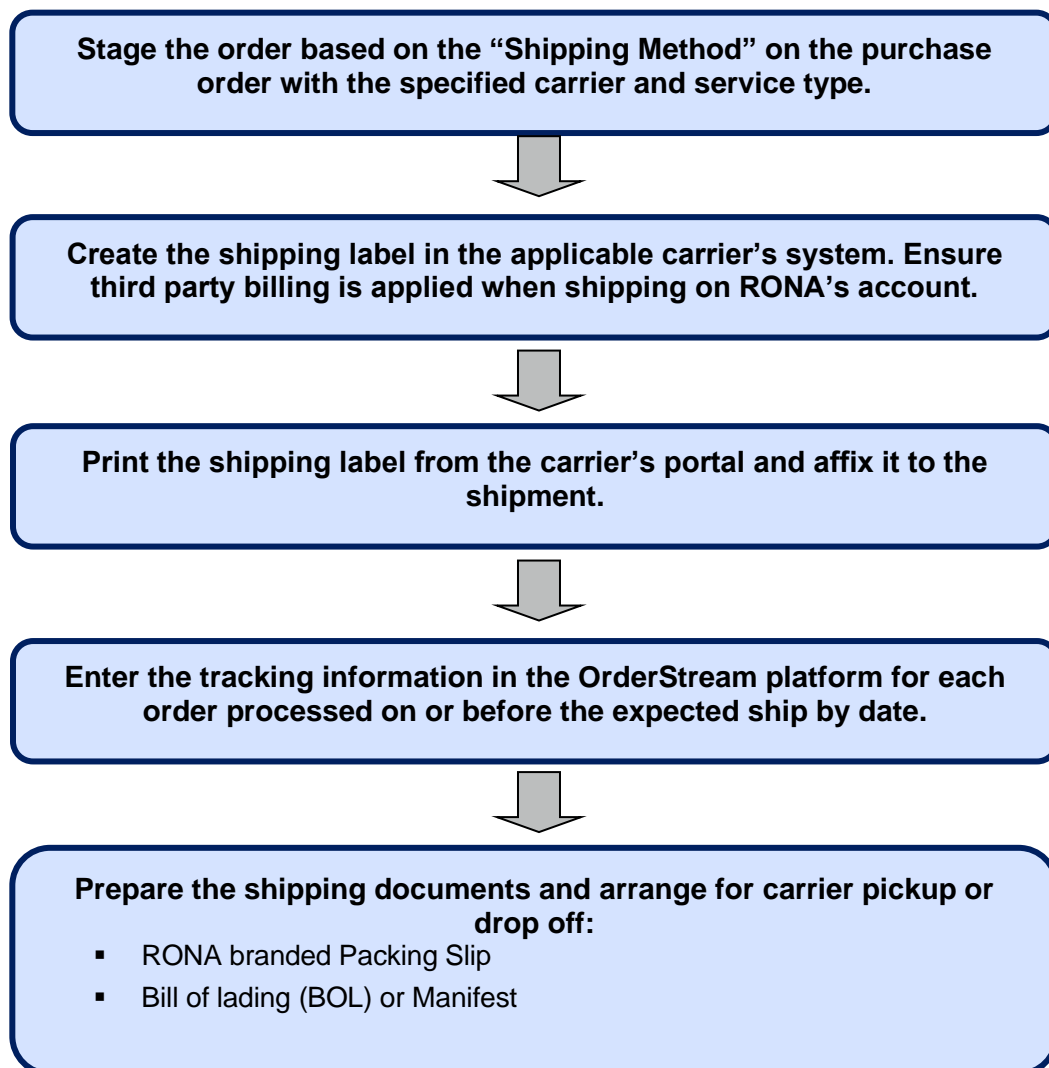 Stage the order based on the “Shipping Method” on the purchase
order with the specified carrier and service type.
Create the shipping label in the applicable carrier’s system. Ensure
third party billing is applied when shipping on RONA’s account.
Print the shipping label from the carrier’s portal and affix it to the
shipment.
Enter the tracking information in the OrderStream platform for each
order processed on or before the expected ship by date.
Prepare the shipping documents and arrange for carrier pickup or
drop off:
▪ RONA branded Packing Slip
▪ Bill of lading (BOL) or Manifest